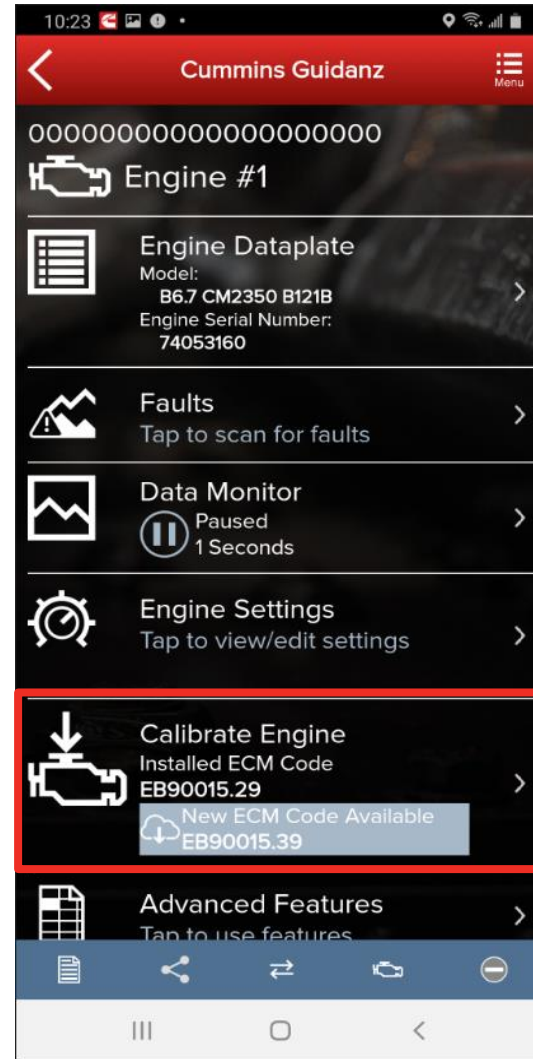 10:23
Cummins Guidanz
Menu
00000000000000000000
Engine #1
Engine Dataplate
Model:
B6.7 CM2350 B121B
Engine Serial Number:
74053160
Faults
Tap to scan for faults
Data Monitor
Paused
1 Seconds
Engine Settings
Tap to view/edit settings
Calibrate Engine
Installed ECM Code
EB90015.29
New ECM Code Available
EB90015.39
Advanced Features
Tap to use features